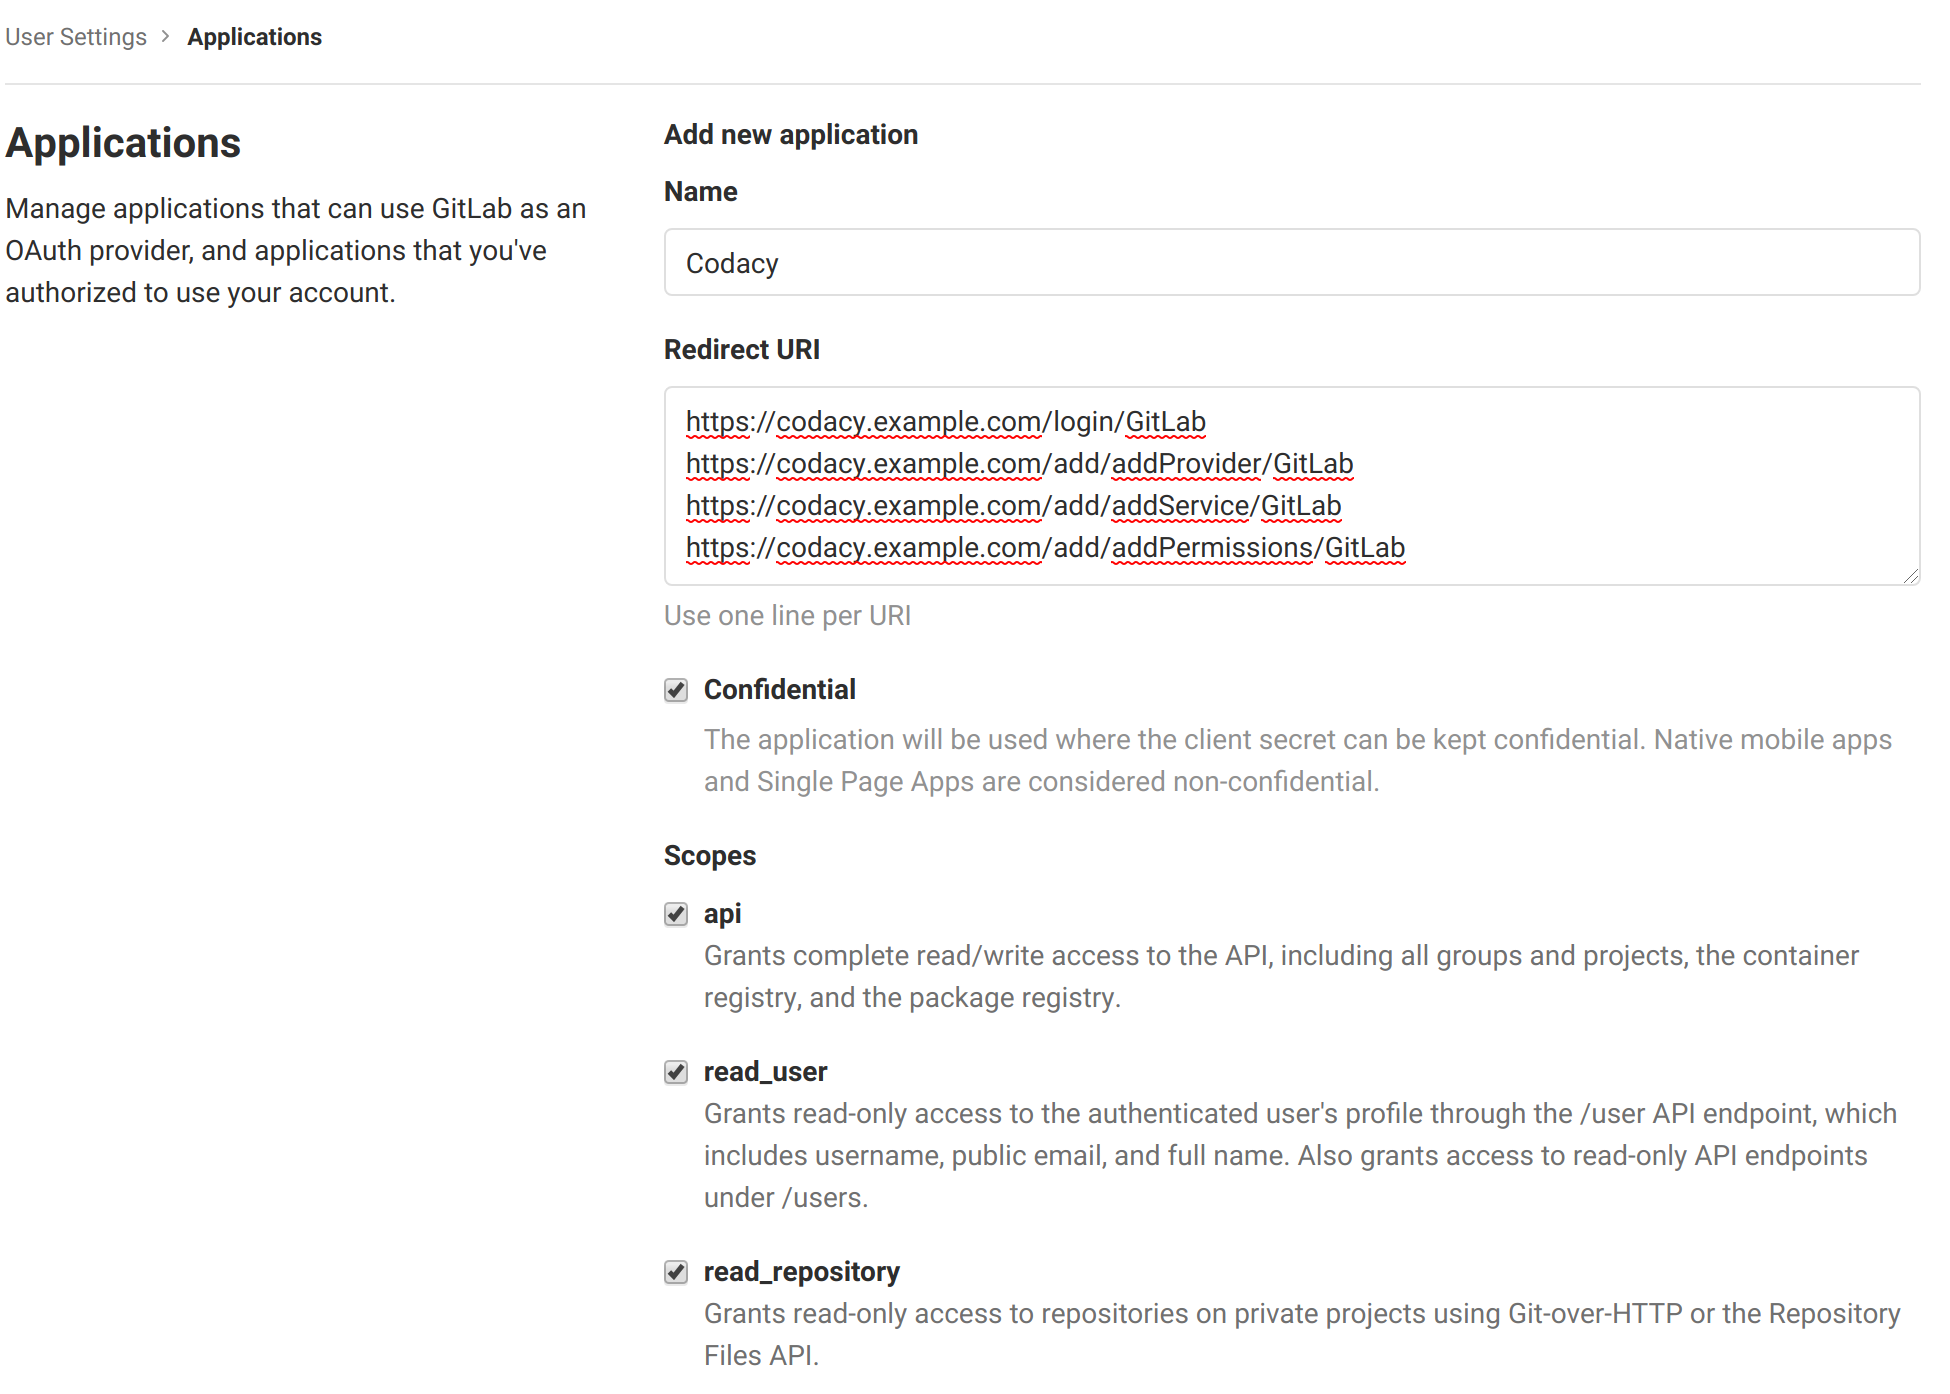 User Settings > Applications
Applications
Manage applications that can use GitLab as an
OAuth provider, and applications that you've
authorized to use your account.
Add new application
Name
Codacy
Redirect URI
https://codacy.example.com/login/GitLab
https://codacy.example.com/add/addProvider/GitLab
https://codacy.example.com/add/addService/GitLab
https://codacy.example.com/add/addPermissions/GitLab
Use one line per URI
Confidential
The application will be used where the client secret can be kept confidential. Native mobile apps
and Single Page Apps are considered non-confidential.
Scopes
api
Grants complete read/write access to the API, including all groups and projects, the container
registry, and the package registry.
read_user
Grants read-only access to the authenticated user's profile through the /user API endpoint, which
includes username, public email, and full name. Also grants access to read-only API endpoints
under /users.
read_repository
Grants read-only access to repositories on private projects using Git-over-HTTP or the Repository
Files API.